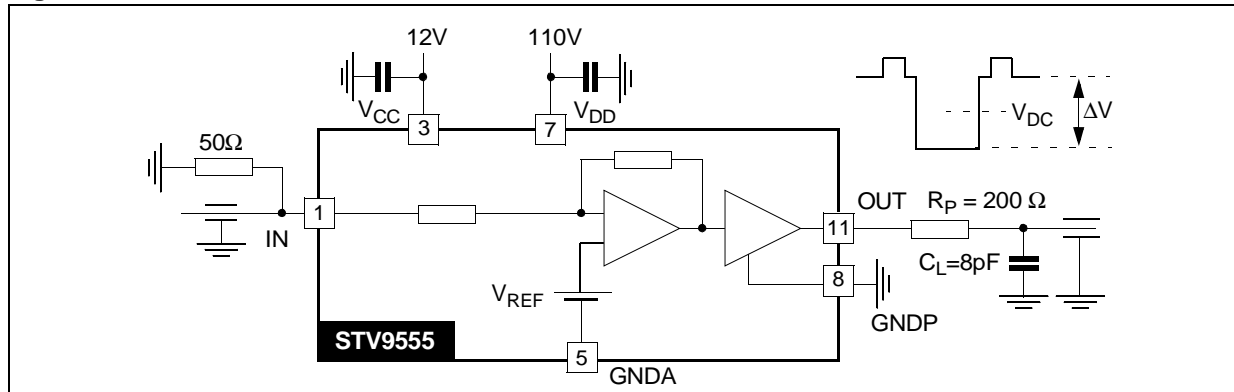 12V
110V
VCC
VDD
3
7
VDC
ΔV
50Ω
1
IN
OUT
RP = 200 Ω
11
CL=8pF
8
GNDP
VREF
STV9555
5
GNDA